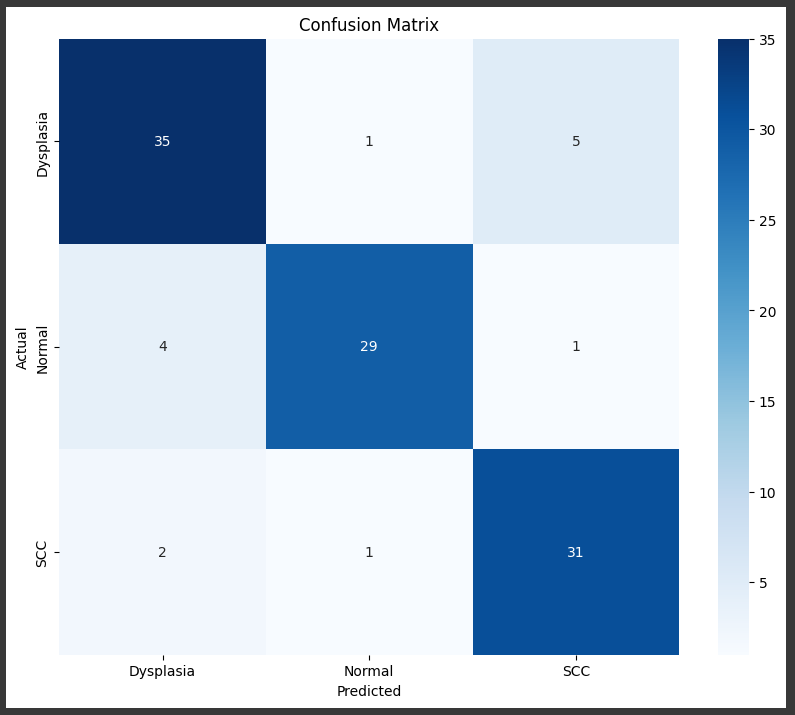 Confusion Matrix
Dysplasia
35
1
5
Actual
Normal
4
29
1
SCC
2
1
31
Dysplasia
Normal
SCC
Predicted
35
30
25
20
15
10
5